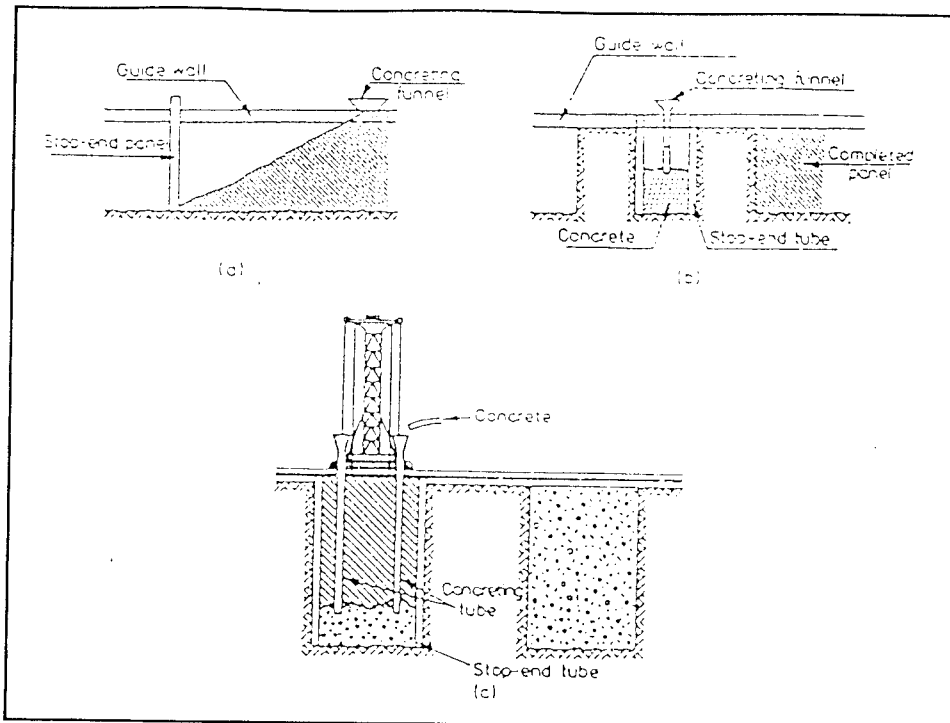 Guide wall
Concreting
funnel
Stop-end panel
(a)
Guide wall
Concreting funnel
Completed
panel
Concrete
Stop-end tube
(b)
Concrete
Concreting
tube
Stop-end tube
(c)